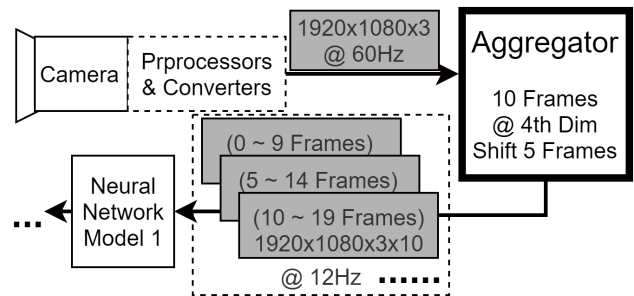 Camera
Prprocessors
& Converters
1920x1080x3
@ 60Hz
Aggregator
10 Frames
@ 4th Dim
Shift 5 Frames
(0 ~ 9 Frames)
(5 ~ 14 Frames)
(10 ~ 19 Frames)
1920x1080x3x10
@ 12Hz ......
Neural
Network
Model 1
...